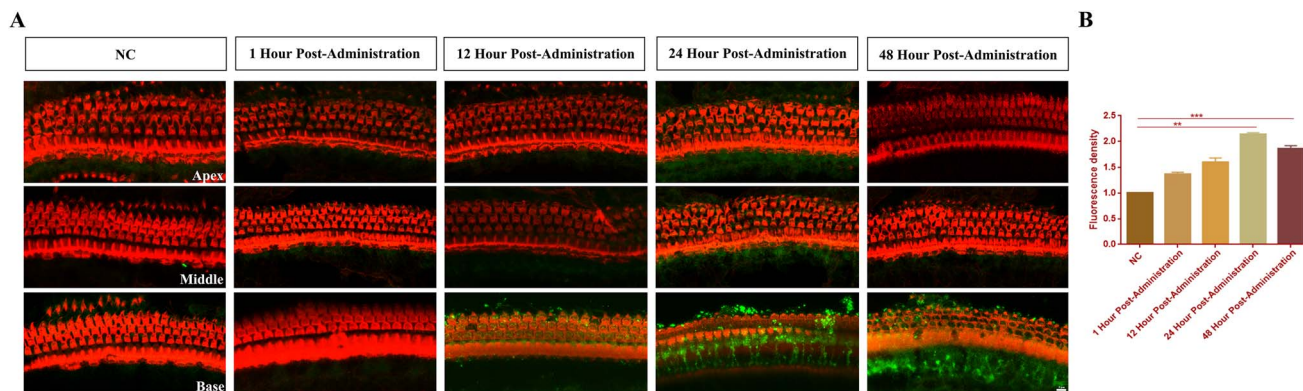 A
B
NC
1 Hour Post-Administration
12 Hour Post-Administration
24 Hour Post-Administration
48 Hour Post-Administration
Apex
Middle
Base
Fluorescence density
2.5
2.0
1.5
1.0
0.5
0.0
***
**
NC
1 Hour Post-Administration
12 Hour Post-Administration
24 Hour Post-Administration
48 Hour Post-Administration